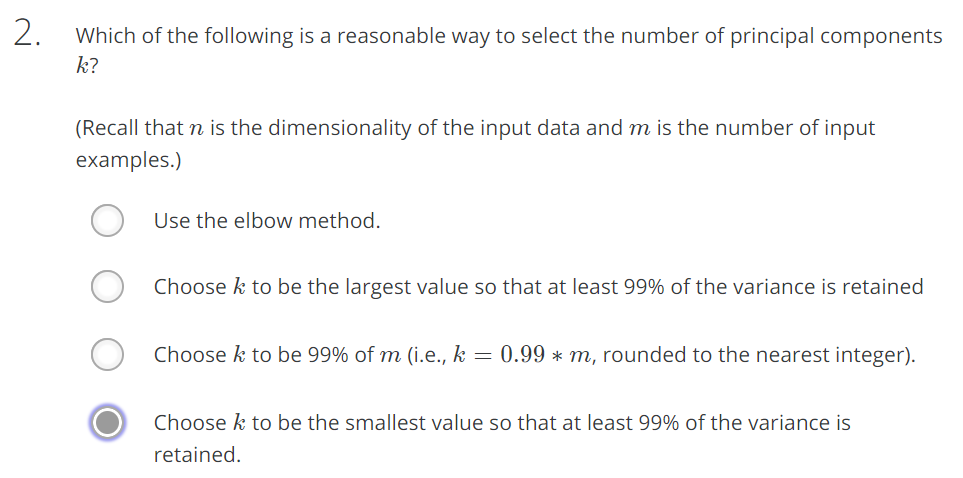 2. Which of the following is a reasonable way to select the number of principal components
k?
(Recall that n is the dimensionality of the input data and m is the number of input
examples.)
Use the elbow method.
Choose k to be the largest value so that at least 99% of the variance is retained
Choose k to be 99% of m (i.e., k = 0.99 ∗ m, rounded to the nearest integer).
Choose k to be the smallest value so that at least 99% of the variance is
retained.